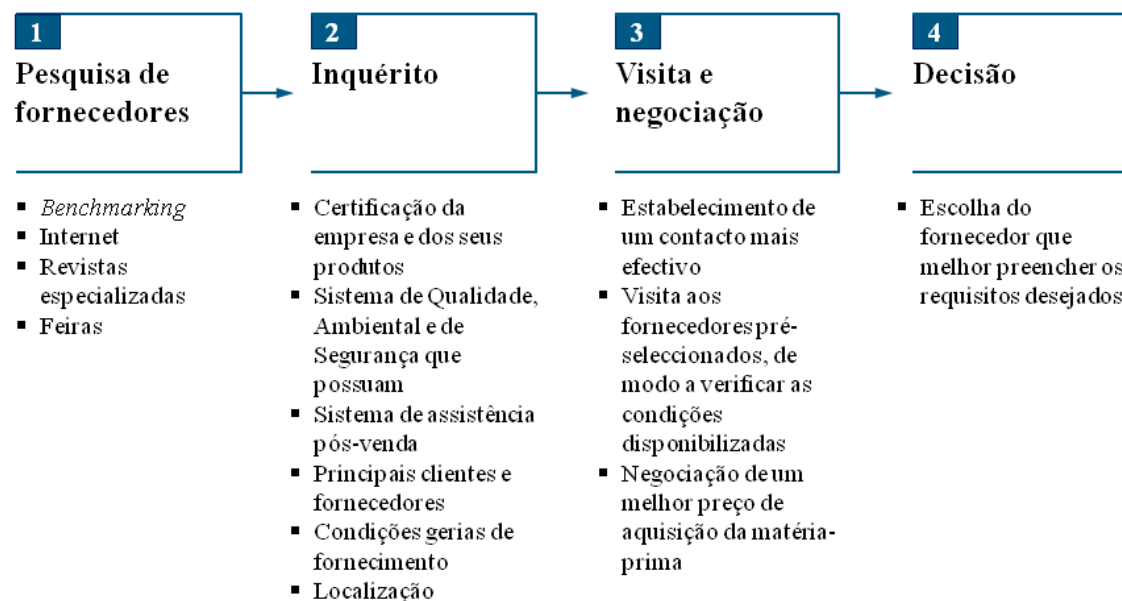 1
Pesquisa de
fornecedores
Benchmarking
Internet
Revistas
especializadas
Feiras
2
Inquérito
Certificação da
empresa e dos seus
produtos
Sistema de Qualidade,
Ambiental e de
Segurança que
possuam
Sistema de assistência
pós-venda
Principais clientes e
fornecedores
Condições gerias de
fornecimento
Localização
3
Visita e
negociação
Estabelecimento de
um contacto mais
efectivo
Visita aos
fornecedores pré-
seleccionados, de
modo a verificar as
condições
disponibilizadas
Negociação de um
melhor preço de
aquisição da matéria-
prima
4
Decisão
Escolha do
fornecedor que
melhor preencher os
requisitos desejados